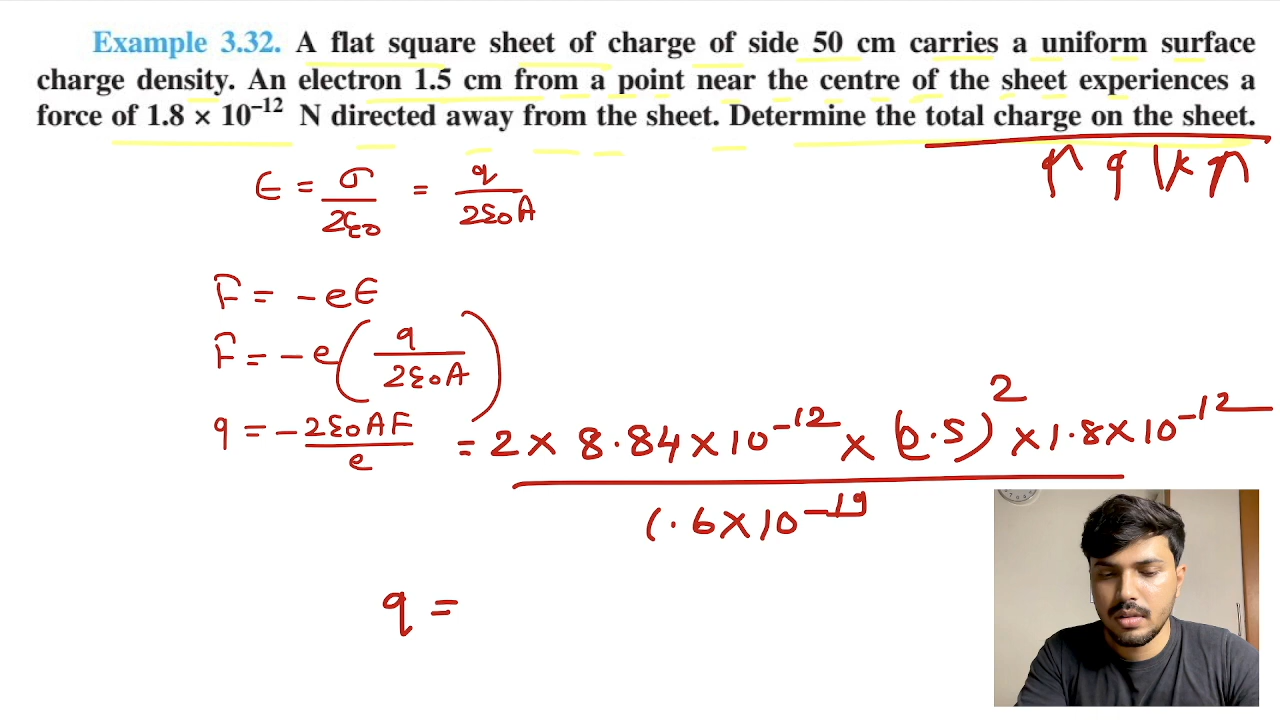 Example 3.32. A flat square sheet of charge of side 50 cm carries a uniform surface
charge density. An electron 1.5 cm from a point near the centre of the sheet experiences a
force of 1.8 × 10⁻¹² N directed away from the sheet. Determine the total charge on the sheet.
E = σ/2ε₀ = q/2ε₀A
F = -eE
F = -e(q/2ε₀A)
q = -2ε₀AF/e = 2 × 8.84 × 10⁻¹² × (0.5)² × 1.8 × 10⁻¹² / 1.6 × 10⁻¹⁹
q =